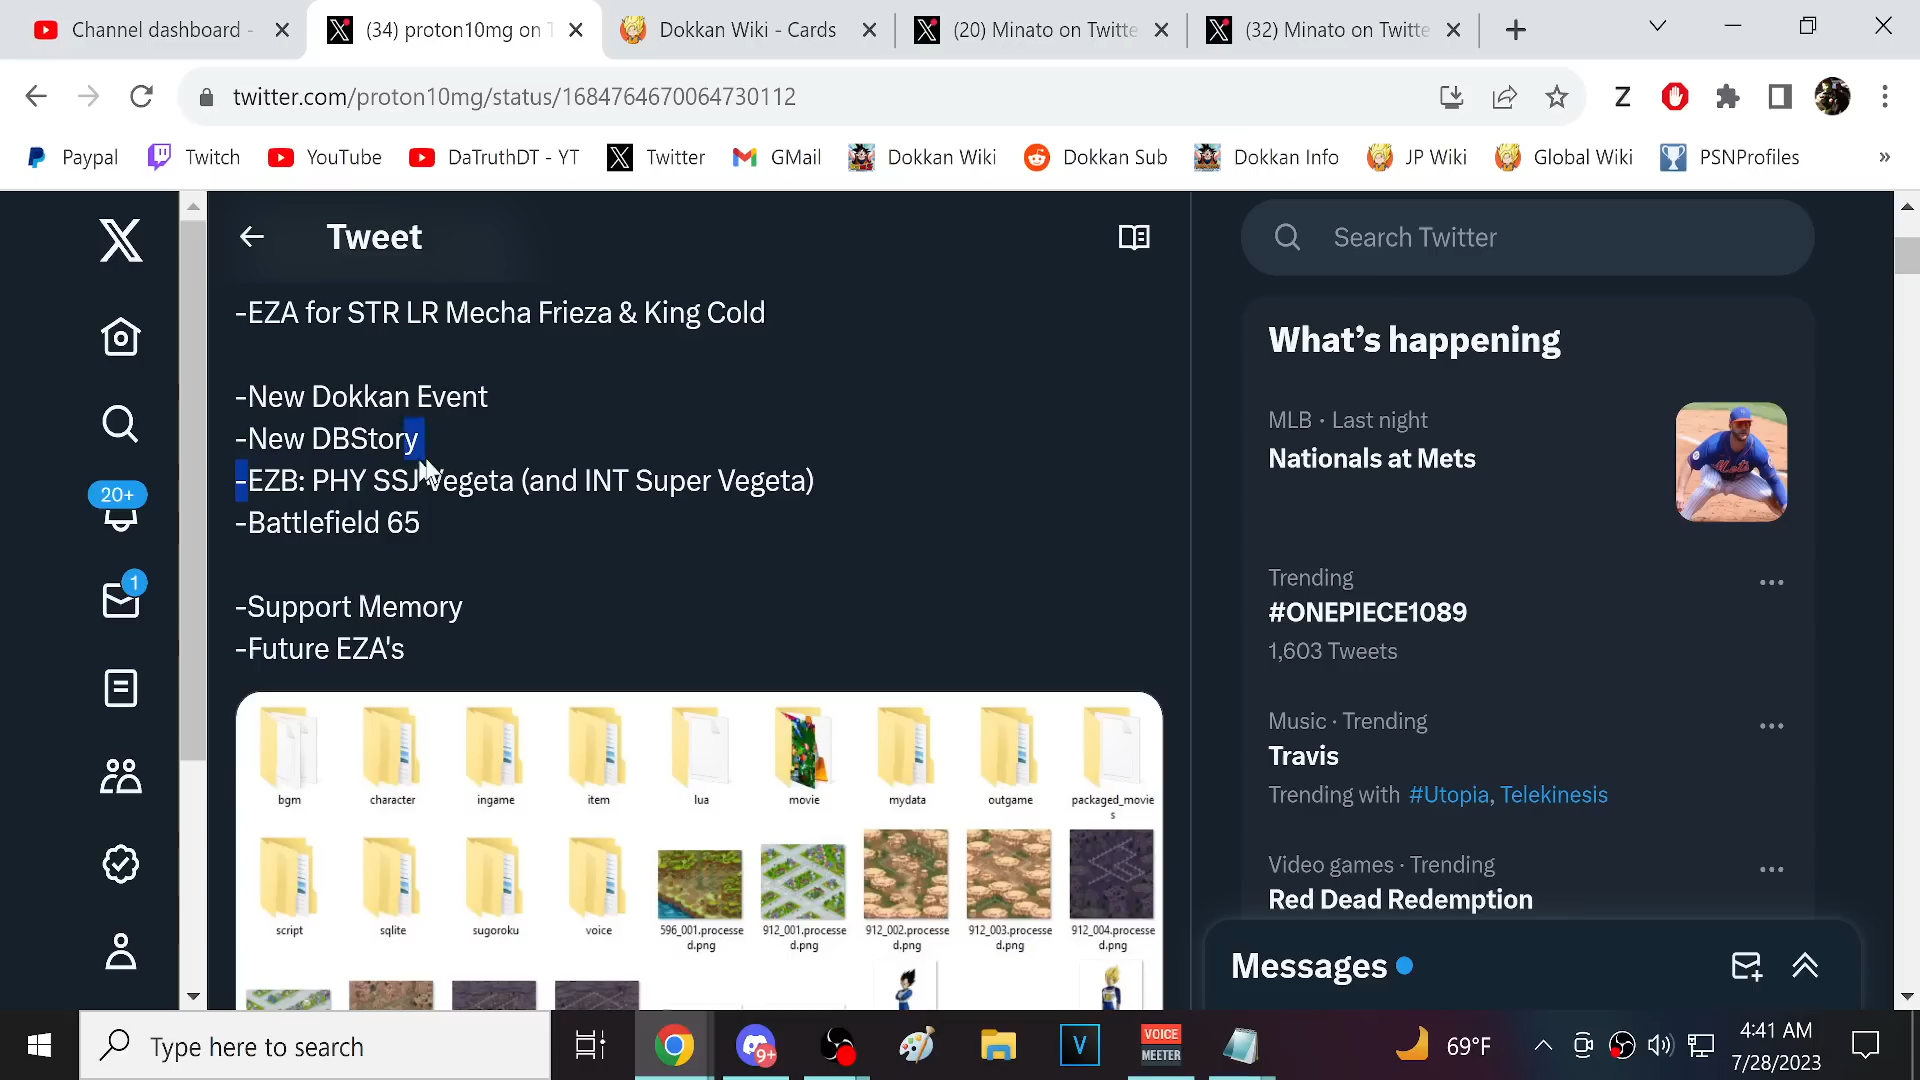 Channel dashboard -
(34) proton10mg on T
Dokkan Wiki - Cards
(20) Minato on Twitte
(32) Minato on Twitte
twitter.com/proton10mg/status/1684764670064730112
Z
Paypal
Twitch
YouTube
DaTruthDT - YT
Twitter
GMail
Dokkan Wiki
Dokkan Sub
Dokkan Info
JP Wiki
Global Wiki
PSNProfiles
»
Tweet
Search Twitter
-EZA for STR LR Mecha Frieza & King Cold
-New Dokkan Event
-New DBStory
-EZB: PHY SSJ Vegeta (and INT Super Vegeta)
-Battlefield 65
-Support Memory
-Future EZA's
20+
1
bgm
character
ingame
item
lua
movie
mydata
outgame
packaged_movie
s
script
sqlite
sugoroku
voice
596_001.processe
d.png
912_001.processe
d.png
912_002.processe
d.png
912_003.processe
d.png
912_004.processe
d.png
What's happening
MLB · Last night
Nationals at Mets
Trending
#ONEPIECE1089
1,603 Tweets
Music · Trending
Travis
Trending with #Utopia, Telekinesis
Video games · Trending
Red Dead Redemption
Messages
Type here to search
9+
V
VOICE
MEETER
69°F
4:41 AM
7/28/2023